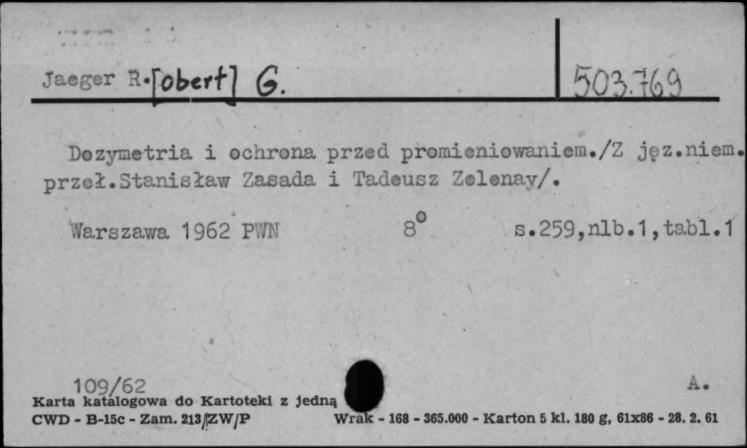 Jaeger R.[obert] G. 503.769
Dozymetria i ochrona przed promieniowaniem./Z jęz.niem.
przeł.Stanisław Zasada i Tadeusz Zelenay/.
Warszawa 1962 PWN 8° s.259,nlb.1,tabl.1
109/62 A.
Karta katalogowa do Kartoteki z jedną
CWD - B-15c - Zam. 213/ZW/P Wrak - 168 - 365.000 - Karton 5 kl. 180 g, 61x86 - 28. 2. 61